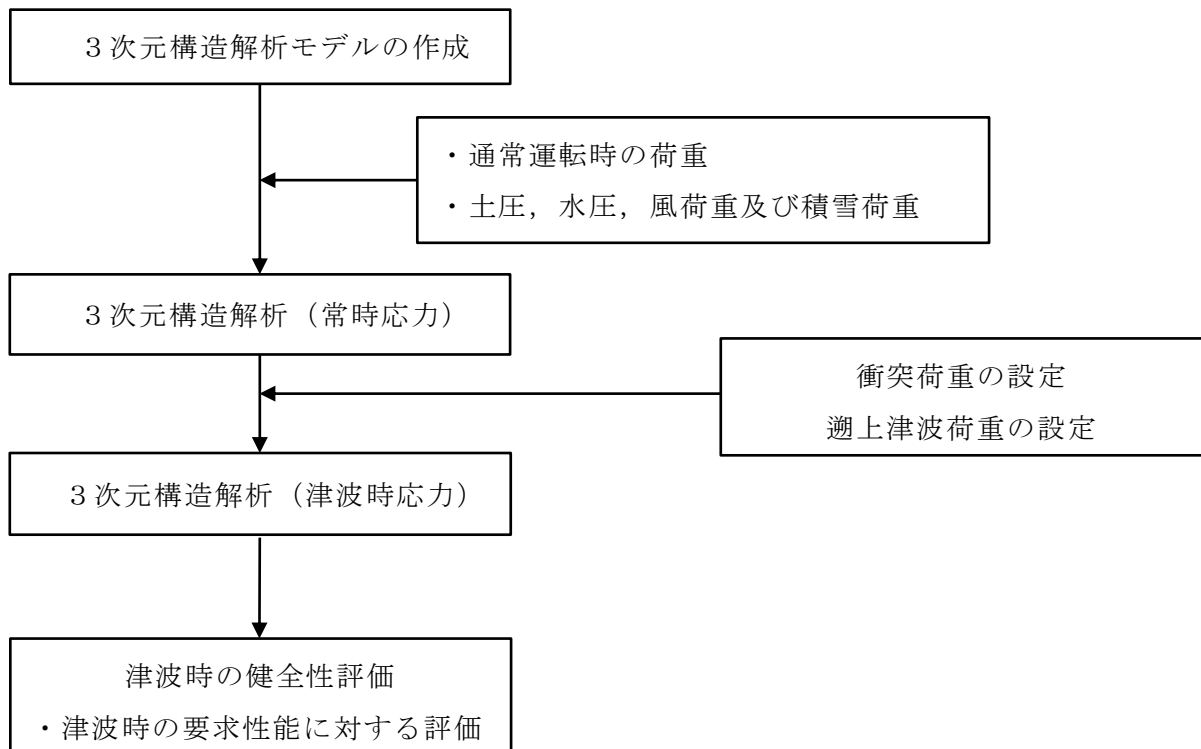 ３次元構造解析モデルの作成
・通常運転時の荷重
・土圧，水圧，風荷重及び積雪荷重
３次元構造解析（常時応力）
衝突荷重の設定
遡上津波荷重の設定
３次元構造解析（津波時応力）
津波時の健全性評価
・津波時の要求性能に対する評価